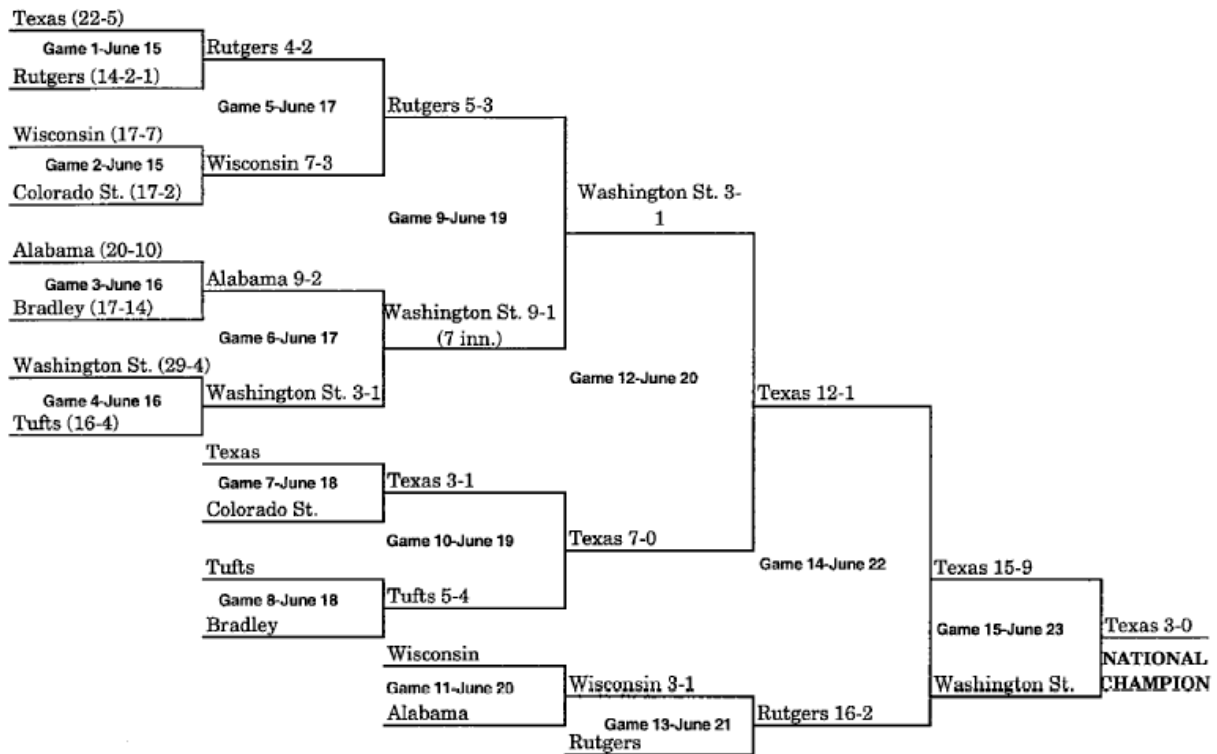 Texas (22-5)
Game 1-June 15
Rutgers 4-2
Rutgers (14-2-1)
Game 5-June 17
Rutgers 5-3
Wisconsin (17-7)
Game 2-June 15
Wisconsin 7-3
Colorado St. (17-2)
Washington St. 3-
1
Game 9-June 19
Alabama (20-10)
Game 3-June 16
Alabama 9-2
Bradley (17-14)
Washington St. 9-1
(7 inn.)
Game 6-June 17
Washington St. (29-4)
Game 4-June 16
Washington St. 3-1
Tufts (16-4)
Game 12-June 20
Texas 12-1
Texas
Game 7-June 18
Texas 3-1
Colorado St.
Game 10-June 19
Texas 7-0
Tufts
Game 8-June 18
Tufts 5-4
Bradley
Game 14-June 22
Texas 15-9
Game 15-June 23
Texas 3-0
NATIONAL
CHAMPION
Wisconsin
Game 11-June 20
Wisconsin 3-1
Washington St.
Alabama
Game 13-June 21
Rutgers 16-2
Rutgers